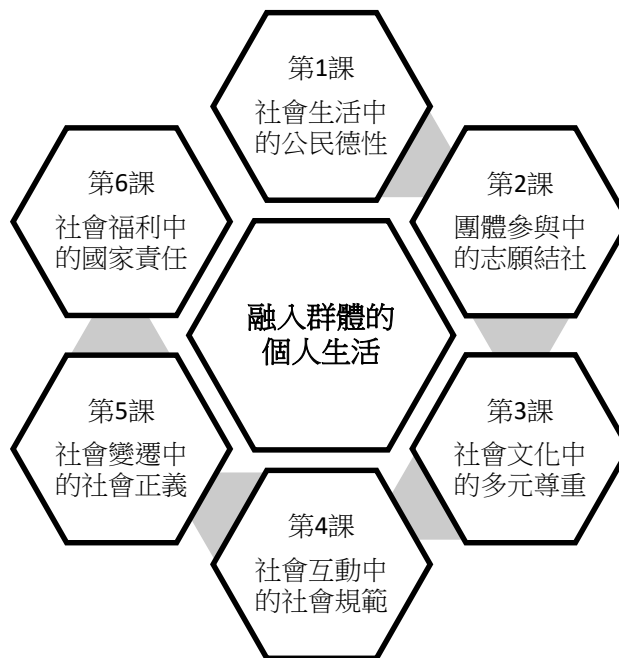 第1課
社會生活中
的公民德性
第2課
團體參與中
的志願結社
第3課
社會文化中
的多元尊重
第4課
社會互動中
的社會規範
第5課
社會變遷中
的社會正義
第6課
社會福利中
的國家責任
融入群體的
個人生活